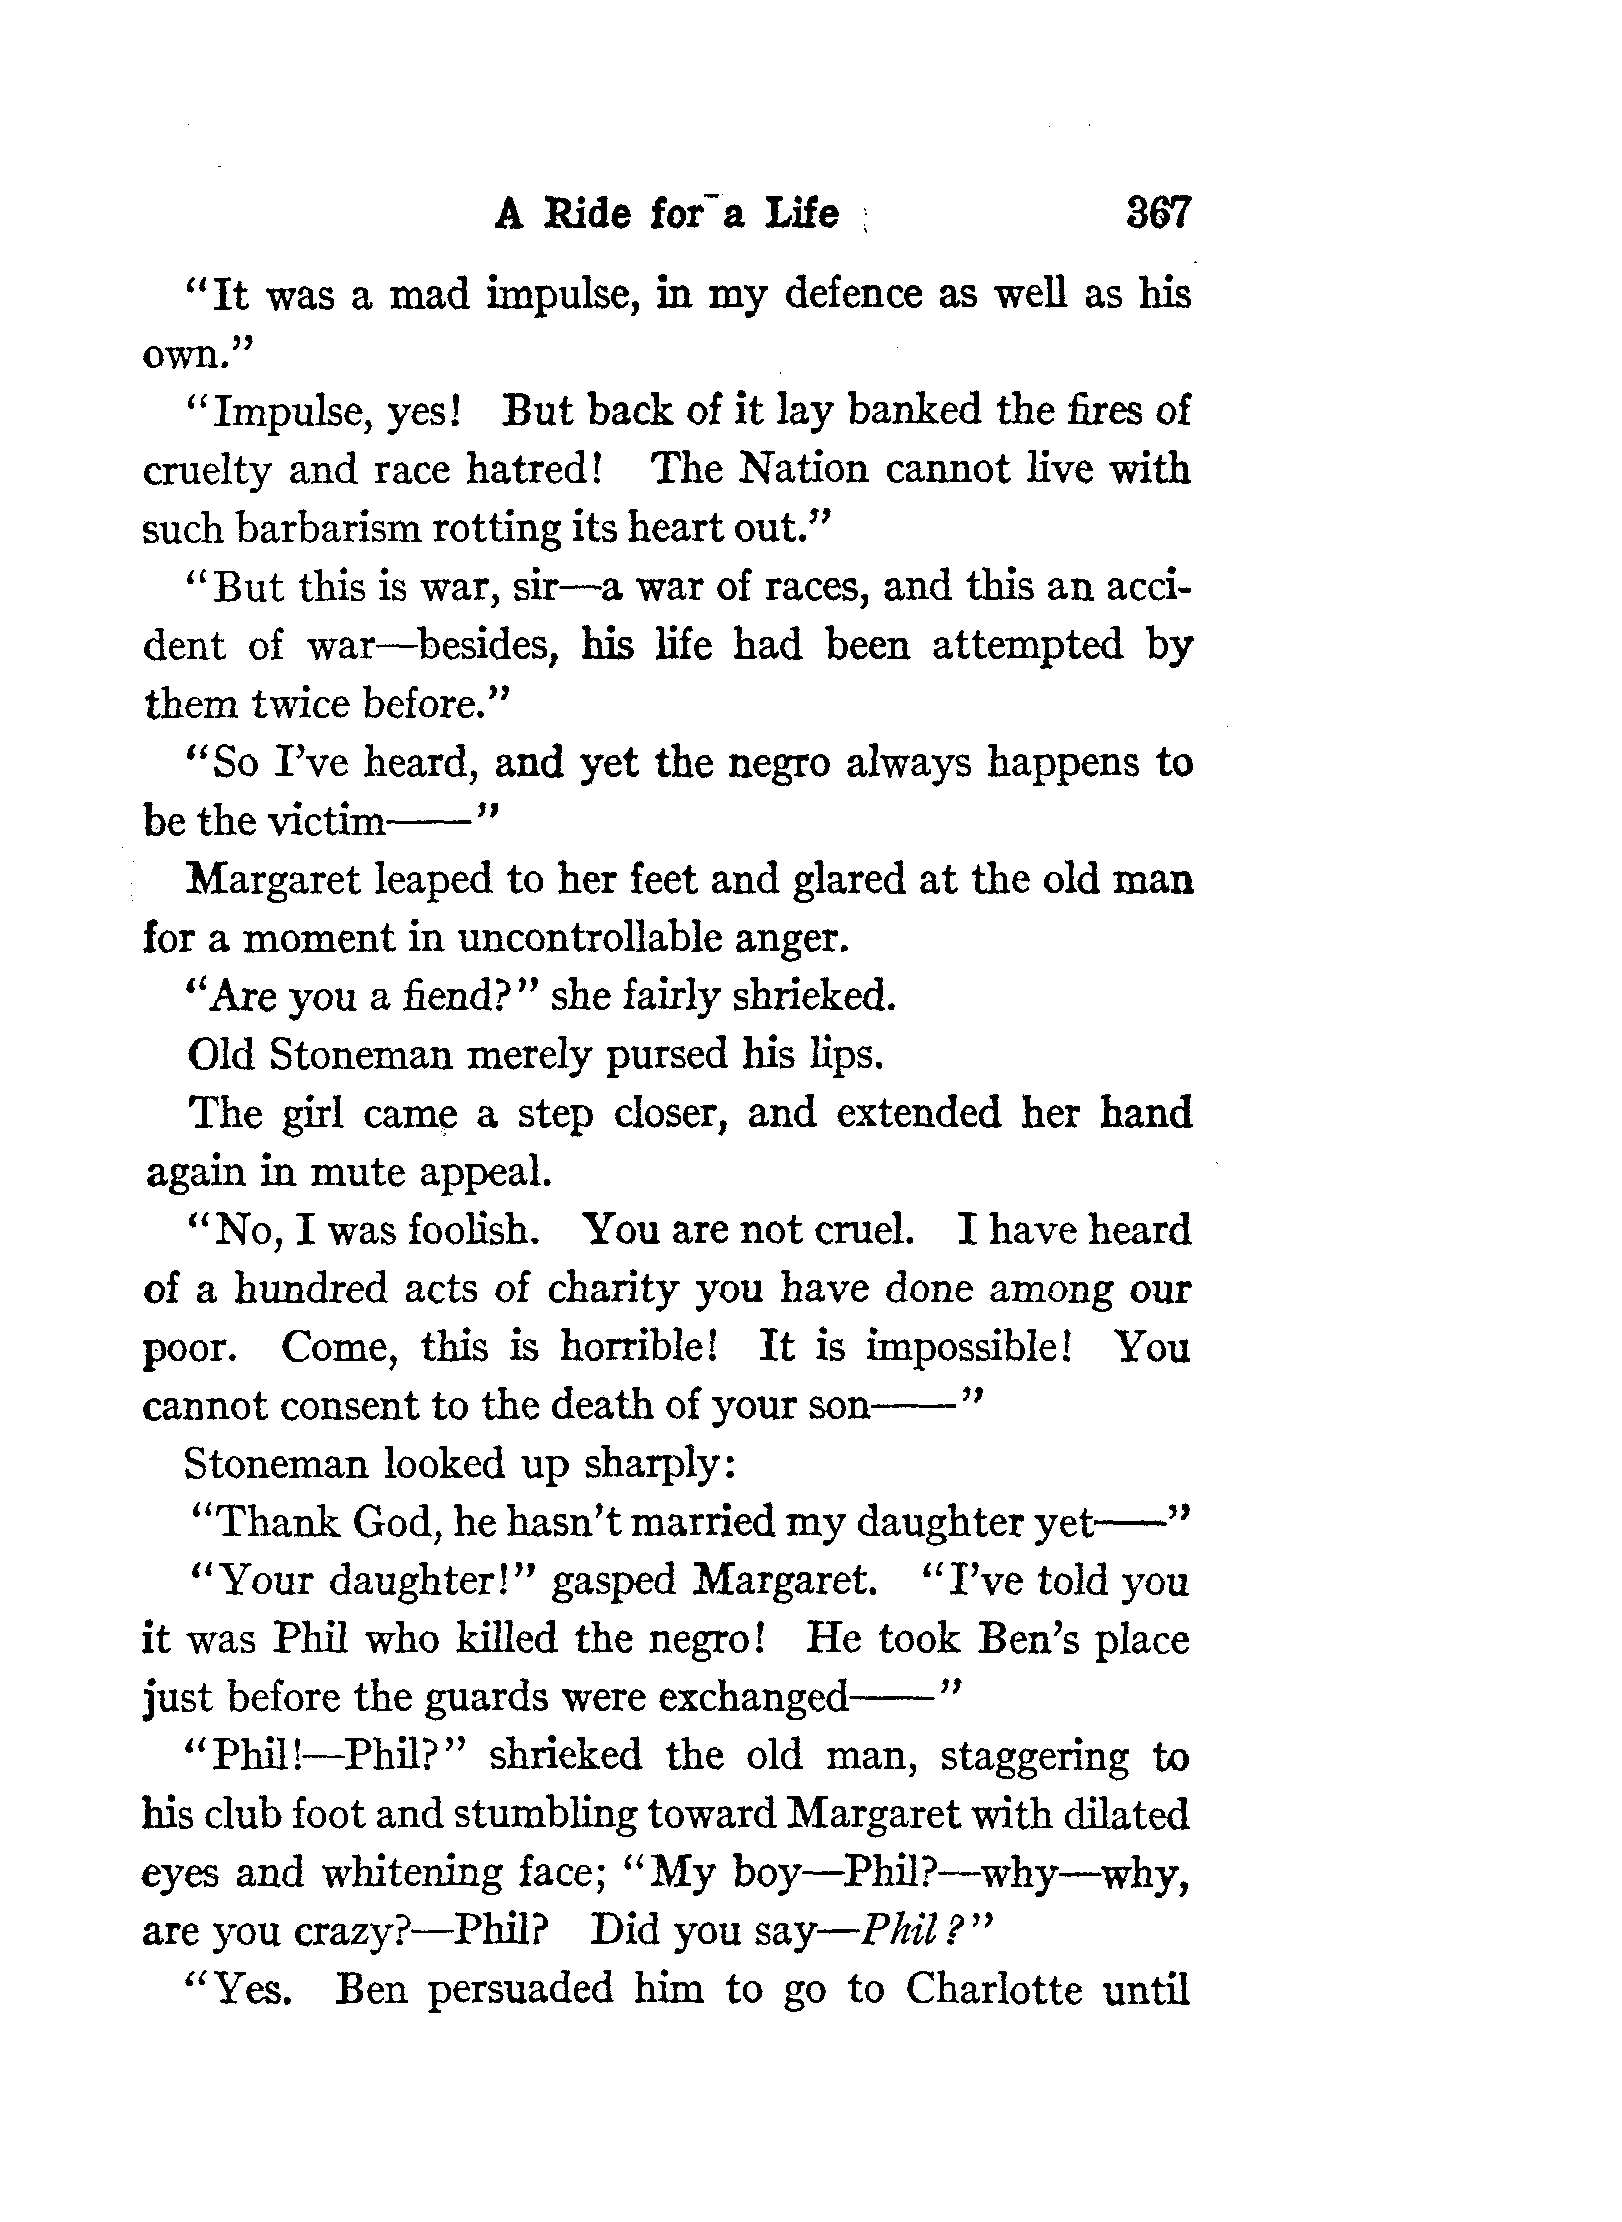 A Ride for a Life 367
"It was a mad impulse, in my defence as well as his
own."
"Impulse, yes! But back of it lay banked the fires of
cruelty and race hatred! The Nation cannot live with
such barbarism rotting its heart out."
"But this is war, sir—a war of races, and this an acci-
dent of war—besides, his life had been attempted by
them twice before."
"So I've heard, and yet the negro always happens to
be the victim——"
Margaret leaped to her feet and glared at the old man
for a moment in uncontrollable anger.
"Are you a fiend?" she fairly shrieked.
Old Stoneman merely pursed his lips.
The girl came a step closer, and extended her hand
again in mute appeal.
"No, I was foolish. You are not cruel. I have heard
of a hundred acts of charity you have done among our
poor. Come, this is horrible! It is impossible! You
cannot consent to the death of your son——"
Stoneman looked up sharply:
"Thank God, he hasn't married my daughter yet——"
"Your daughter!" gasped Margaret. "I've told you
it was Phil who killed the negro! He took Ben's place
just before the guards were exchanged——"
"Phil!—Phil?" shrieked the old man, staggering to
his club foot and stumbling toward Margaret with dilated
eyes and whitening face; "My boy—Phil?—why—why,
are you crazy?—Phil? Did you say—Phil?"
"Yes. Ben persuaded him to go to Charlotte until